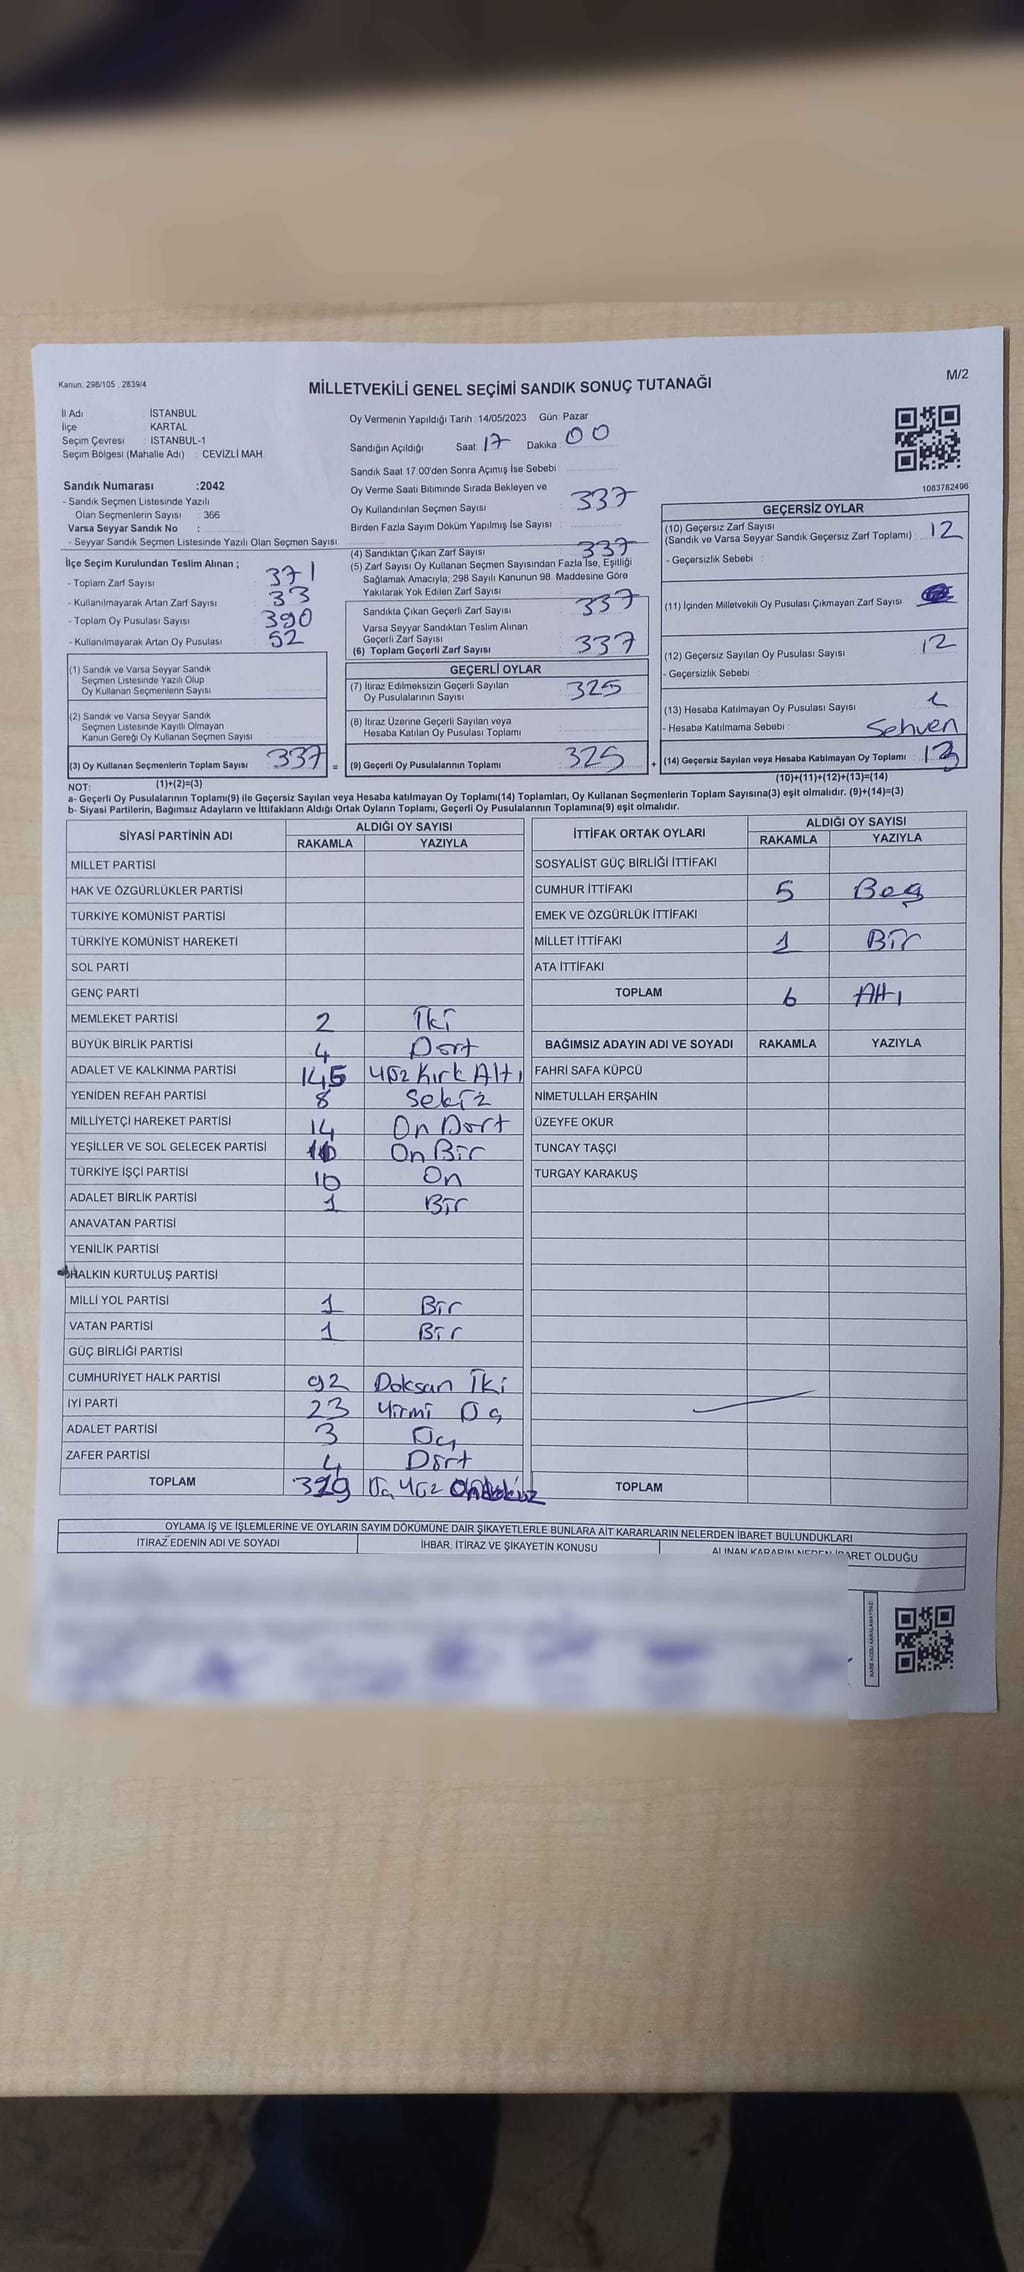 Kanun, 298/105 , 2839/4
M/2
MİLLETVEKİLİ GENEL SEÇİMİ SANDIK SONUÇ TUTANAĞI
İl Adı : İSTANBUL
İlçe : KARTAL
Seçim Çevresi : İSTANBUL-1
Seçim Bölgesi (Mahalle Adı) : CEVİZLİ MAH
Sandık Numarası :2042
- Sandık Seçmen Listesinde Yazılı
Olan Seçmenlerin Sayısı : 366
Varsa Seyyar Sandık No :
- Seyyar Sandık Seçmen Listesinde Yazılı Olan Seçmen Sayısı:
İlçe Seçim Kurulundan Teslim Alınan ;
- Toplam Zarf Sayısı 371
- Kullanılmayarak Artan Zarf Sayısı 33
- Toplam Oy Pusulası Sayısı 390
- Kullanılmayarak Artan Oy Pusulası 52
(1) Sandık ve Varsa Seyyar Sandık
Seçmen Listesinde Yazılı Olup
Oy Kullanan Seçmenlerin Sayısı
(2) Sandık ve Varsa Seyyar Sandık
Seçmen Listesinde Kayıtlı Olmayan
Kanun Gereği Oy Kullanan Seçmen Sayısı
(3) Oy Kullanan Seçmenlerin Toplam Sayısı 337 =
(1)+(2)=(3)
Oy Vermenin Yapıldığı Tarih :14/05/2023 Gün: Pazar
Sandığın Açıldığı Saat: 17 Dakika: 00
Sandık Saat 17:00'den Sonra Açımış İse Sebebi :
Oy Verme Saati Bitiminde Sırada Bekleyen ve
Oy Kullandırılan Seçmen Sayısı 337
Birden Fazla Sayım Döküm Yapılmış İse Sayısı
(4) Sandıktan Çıkan Zarf Sayısı 337
(5) Zarf Sayısı Oy Kullanan Seçmen Sayısından Fazla İse, Eşitliği
Sağlamak Amacıyla, 298 Sayılı Kanunun 98. Maddesine Göre
Yakılarak Yok Edilen Zarf Sayısı
Sandıkta Çıkan Geçerli Zarf Sayısı 337
Varsa Seyyar Sandıktan Teslim Alınan
Geçerli Zarf Sayısı
(6) Toplam Geçerli Zarf Sayısı 337
GEÇERLİ OYLAR
(7) İtiraz Edilmeksizin Geçerli Sayılan
Oy Pusulalarının Sayısı 325
(8) İtiraz Üzerine Geçerli Sayılan veya
Hesaba Katılan Oy Pusulası Toplamı
(9) Geçerli Oy Pusulalarının Toplamı 325 +
1083782496
GEÇERSİZ OYLAR
(10) Geçersiz Zarf Sayısı
(Sandık ve Varsa Seyyar Sandık Geçersiz Zarf Toplamı) 12
- Geçersizlik Sebebi :
(11) İçinden Milletvekili Oy Pusulası Çıkmayan Zarf Sayısı
(12) Geçersiz Sayılan Oy Pusulası Sayısı 12
- Geçersizlik Sebebi
(13) Hesaba Katılmayan Oy Pusulası Sayısı
- Hesaba Katılmama Sebebi : Sehven
(14) Geçersiz Sayılan veya Hesaba Katılmayan Oy Toplamı :
(10)+(11)+(12)+(13)=(14)
NOT:
a- Geçerli Oy Pusulalarının Toplamı(9) ile Geçersiz Sayılan veya Hesaba katılmayan Oy Toplamı(14) Toplamları, Oy Kullanan Seçmenlerin Toplam Sayısına(3) eşit olmalıdır. (9)+(14)=(3)
b- Siyasi Partilerin, Bağımsız Adayların ve İttifakların Aldığı Ortak Oyların Toplamı, Geçerli Oy Pusulalarının Toplamına(9) eşit olmalıdır.
SİYASİ PARTİNİN ADI ALDIĞI OY SAYISI
RAKAMLA YAZIYLA
MİLLET PARTİSİ
HAK VE ÖZGÜRLÜKLER PARTİSİ
TÜRKİYE KOMÜNİST PARTİSİ
TÜRKİYE KOMÜNİST HAREKETİ
SOL PARTİ
GENÇ PARTİ
MEMLEKET PARTİSİ 2 İki
BÜYÜK BİRLİK PARTİSİ 4 Dört
ADALET VE KALKINMA PARTİSİ 145 Yüz Kırk Altı
YENİDEN REFAH PARTİSİ 8 Sekiz
MİLLİYETÇİ HAREKET PARTİSİ 14 On Dört
YEŞİLLER VE SOL GELECEK PARTİSİ On Bir
TÜRKİYE İŞÇİ PARTİSİ 10 On
ADALET BİRLİK PARTİSİ 1 Bir
ANAVATAN PARTİSİ
YENİLİK PARTİSİ
HALKIN KURTULUŞ PARTİSİ
MİLLİ YOL PARTİSİ 1 Bir
VATAN PARTİSİ 1 Bir
GÜÇ BİRLİĞİ PARTİSİ
CUMHURİYET HALK PARTİSİ 92 Doksan İki
İYİ PARTİ 23 Yirmi Üç
ADALET PARTİSİ 3 Üç
ZAFER PARTİSİ 4 Dört
TOPLAM 319 Üç Yüz
İTTİFAK ORTAK OYLARI ALDIĞI OY SAYISI
RAKAMLA YAZIYLA
SOSYALİST GÜÇ BİRLİĞİ İTTİFAKI
CUMHUR İTTİFAKI 5 Beş
EMEK VE ÖZGÜRLÜK İTTİFAKI
MİLLET İTTİFAKI 1 Bir
ATA İTTİFAKI
TOPLAM 6 Altı
BAĞIMSIZ ADAYIN ADI VE SOYADI RAKAMLA YAZIYLA
FAHRİ SAFA KÜPCÜ
NİMETULLAH ERŞAHİN
ÜZEYFE OKUR
TUNCAY TAŞÇI
TURGAY KARAKUŞ
TOPLAM
OYLAMA İŞ VE İŞLEMLERİNE VE OYLARIN SAYIM DÖKÜMÜNE DAİR ŞİKAYETLERLE BUNLARA AİT KARARLARIN NELERDEN İBARET BULUNDUKLARI
İTİRAZ EDENİN ADI VE SOYADI İHBAR, İTİRAZ VE ŞİKAYETİN KONUSU ALINAN KARARIN NEDEN İBARET OLDUĞU
KARE KODU KARALAMAYINIZ!